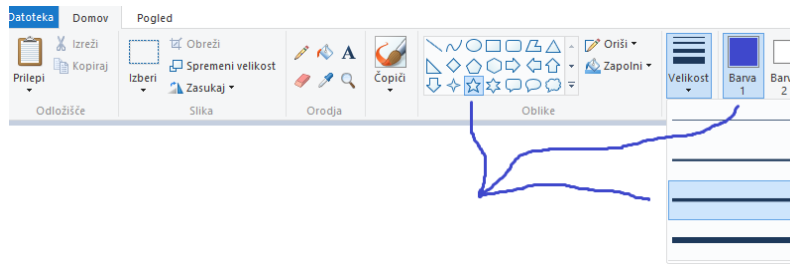 Datoteka Domov Pogled
Prilepi
Izreži
Kopiraj
Odložišče
Izberi
Obreži
Spremeni velikost
Zasukaj
Slika
A
Orodja
Čopiči
Oriši
Zapolni
Oblike
Velikost
Barva
1
Barv
2